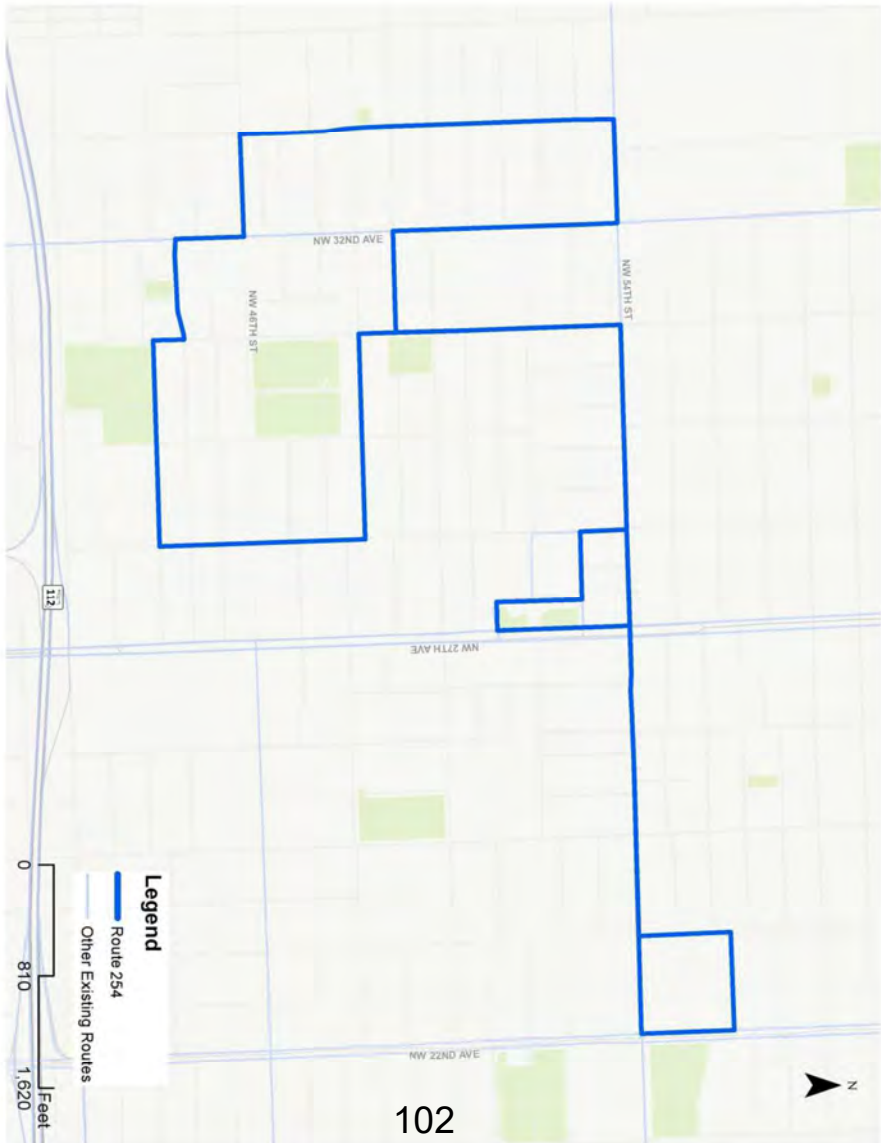 NW 32ND AVE
NW 54TH ST
NW 46TH ST
112
NW 27TH AVE
Legend
Route 254
Other Existing Routes
0 810 1,620
Feet
NW 22ND AVE
N
102